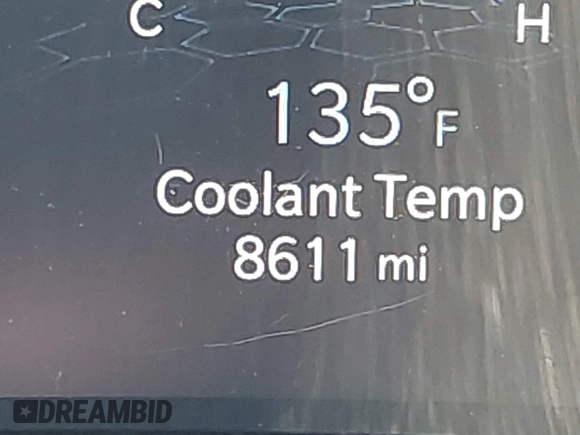 C H
135°F
Coolant Temp
8611 mi
DREAMBID